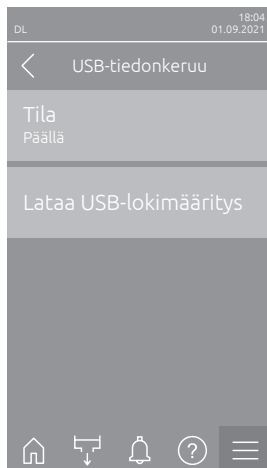 18:04
DL 01.09.2021
USB-tiedonkeruu
Tila
Päällä
Lataa USB-lokimääritys
?